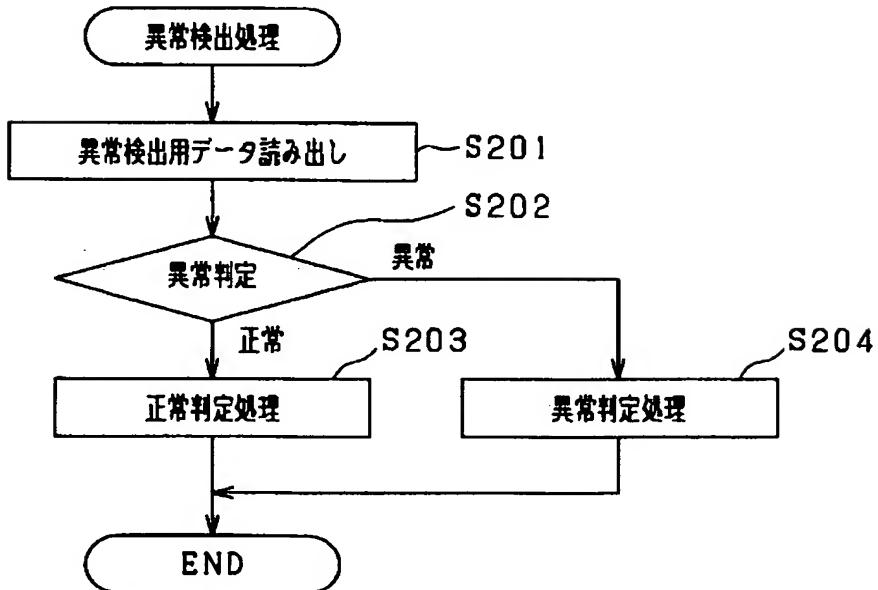 異常検出処理
異常検出用データ読み出し
S201
S202
異常判定
異常
正常
S203
S204
正常判定処理
異常判定処理
END